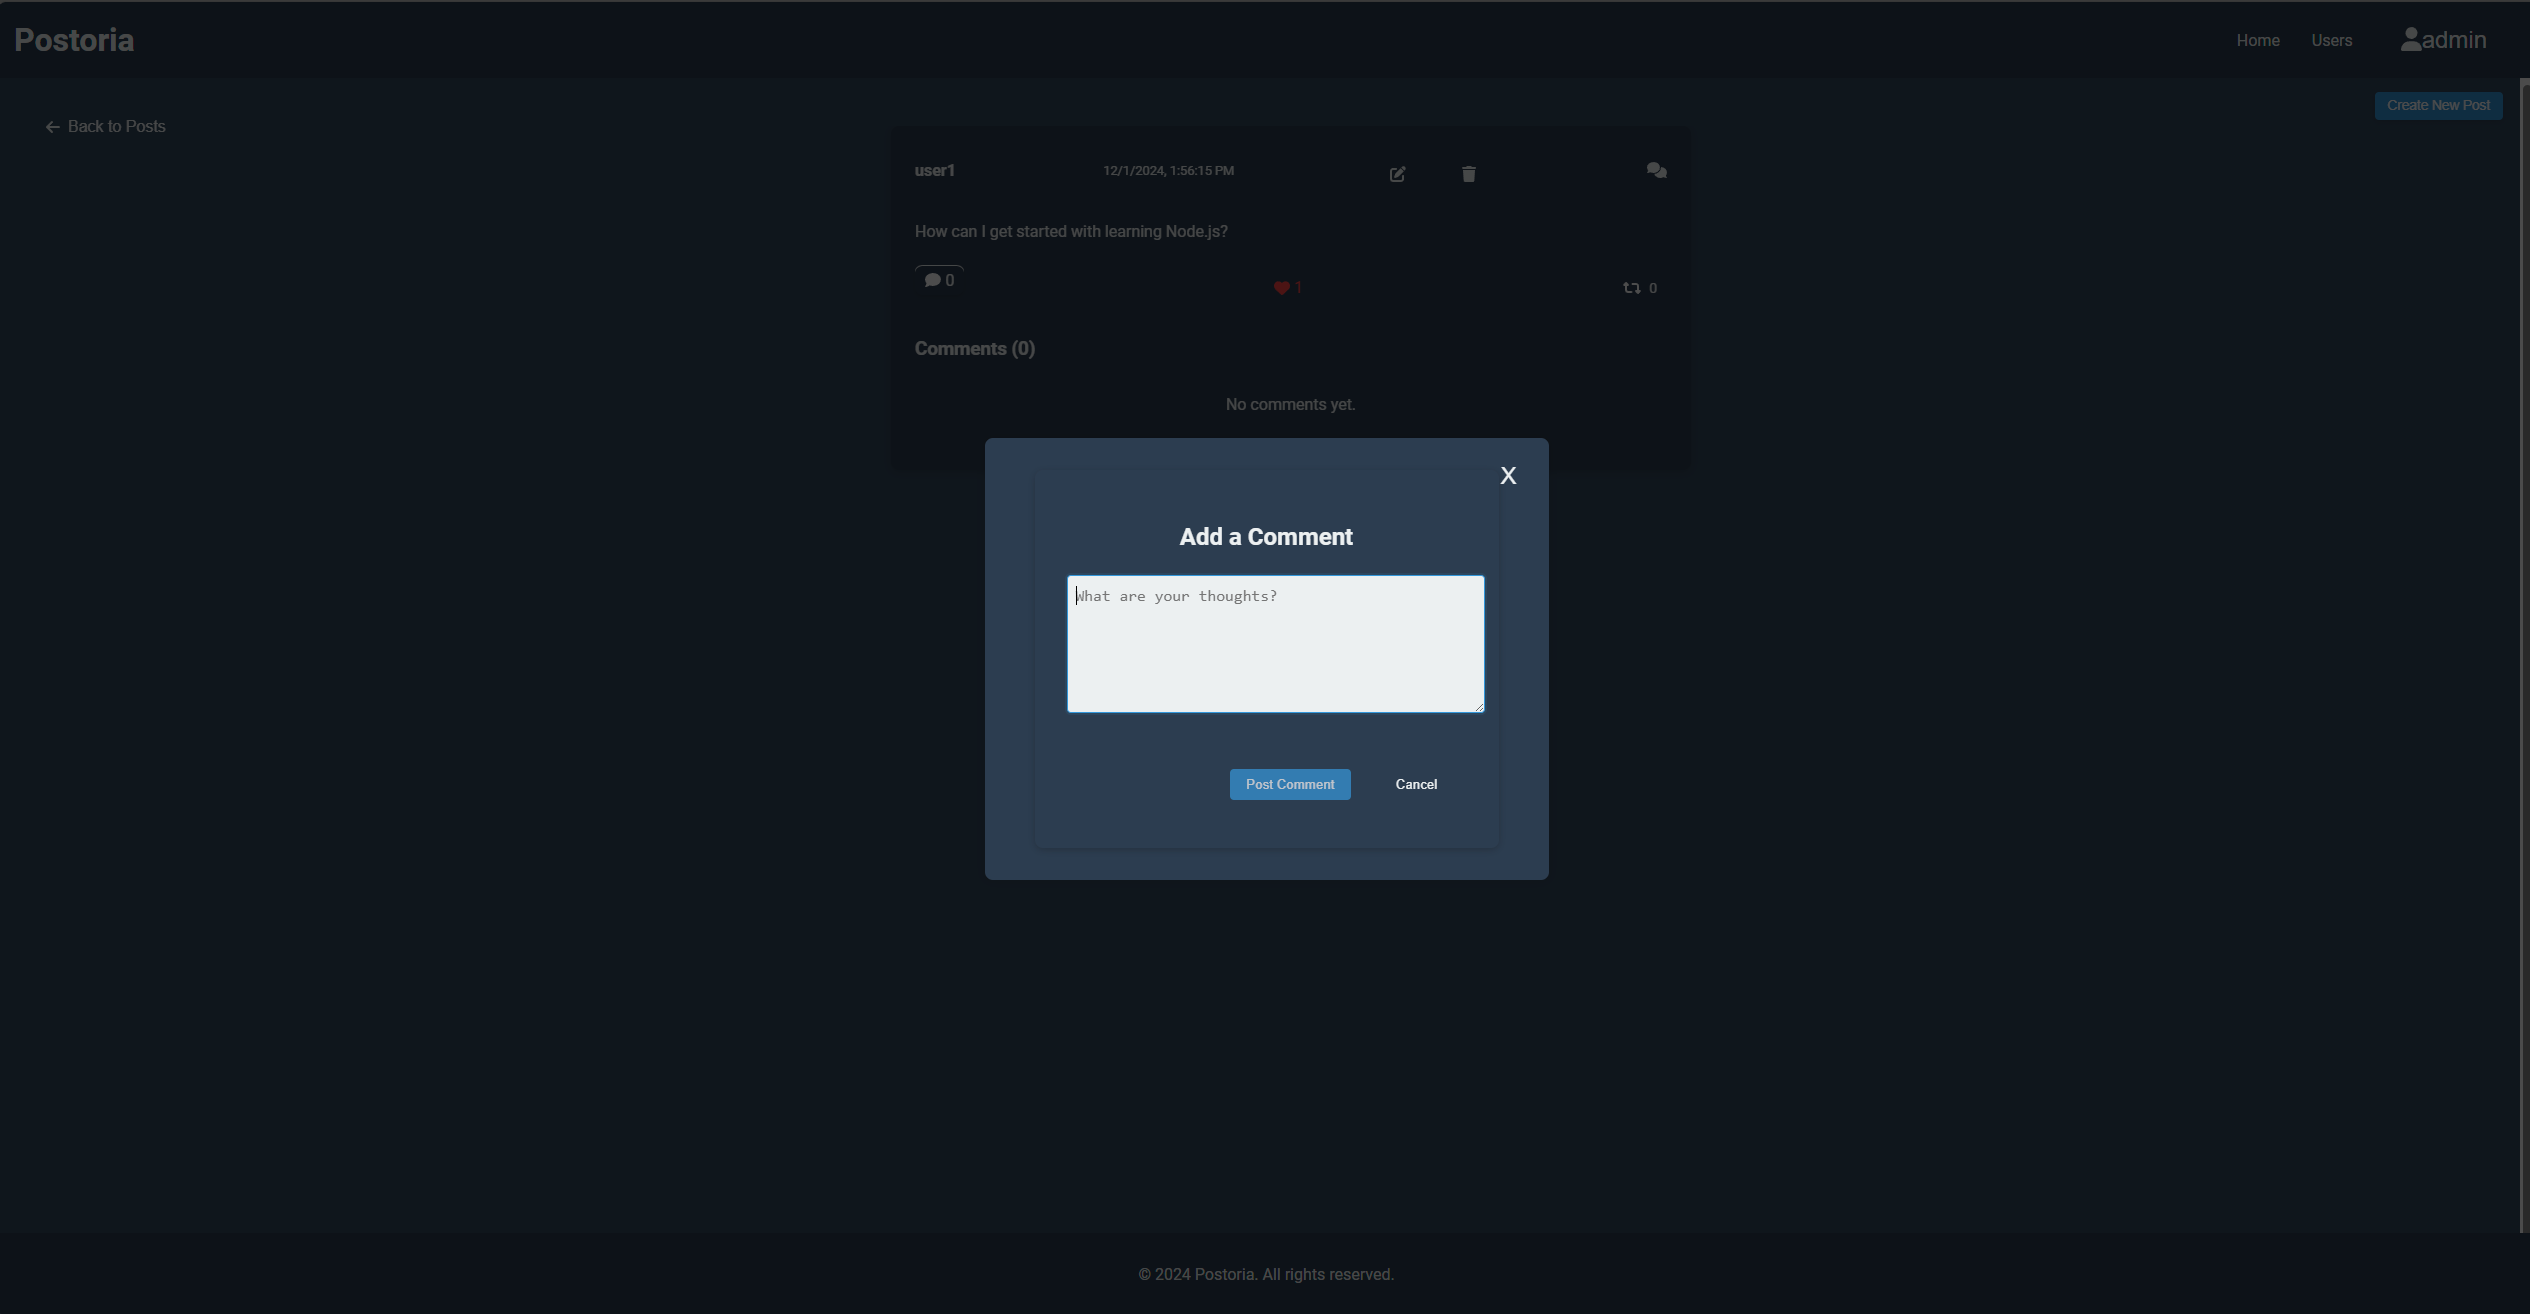 Postoria
Home Users admin
Create New Post
Back to Posts
user1 12/1/2024, 1:56:15 PM
How can I get started with learning Node.js?
0 1 0
Comments (0)
No comments yet.
X
Add a Comment
What are your thoughts?
Post Comment Cancel
© 2024 Postoria. All rights reserved.